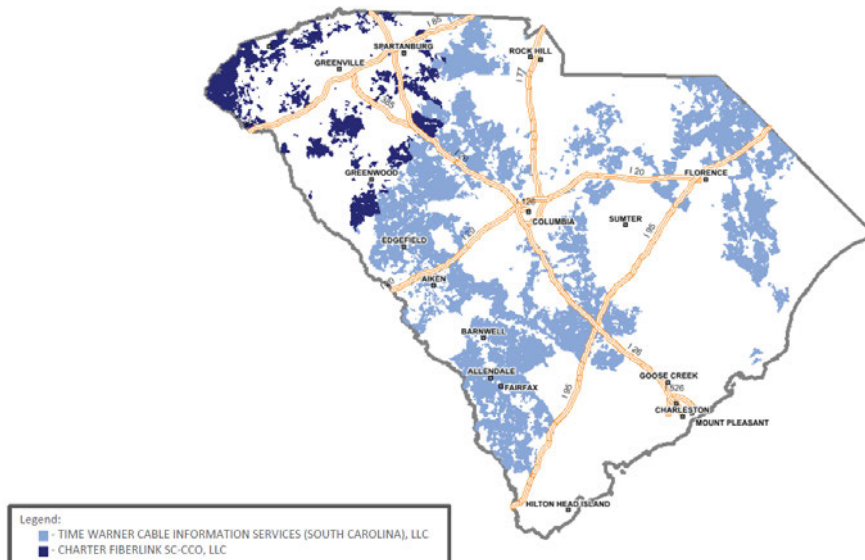 I 85
SPARTANBURG
ROCK HILL
GREENVILLE
I 77
385
I 26
GREENWOOD
I 20
FLORENCE
I 126
COLUMBIA
SUMTER
I 95
EDGEFIELD
I 20
AIKEN
BARNWELL
I 26
ALLENDALE
FAIRFAX
I 95
GOOSE CREEK
I 526
CHARLESTON
MOUNT PLEASANT
HILTON HEAD ISLAND
Legend:
- TIME WARNER CABLE INFORMATION SERVICES (SOUTH CAROLINA), LLC
- CHARTER FIBERLINK SC-CCO, LLC